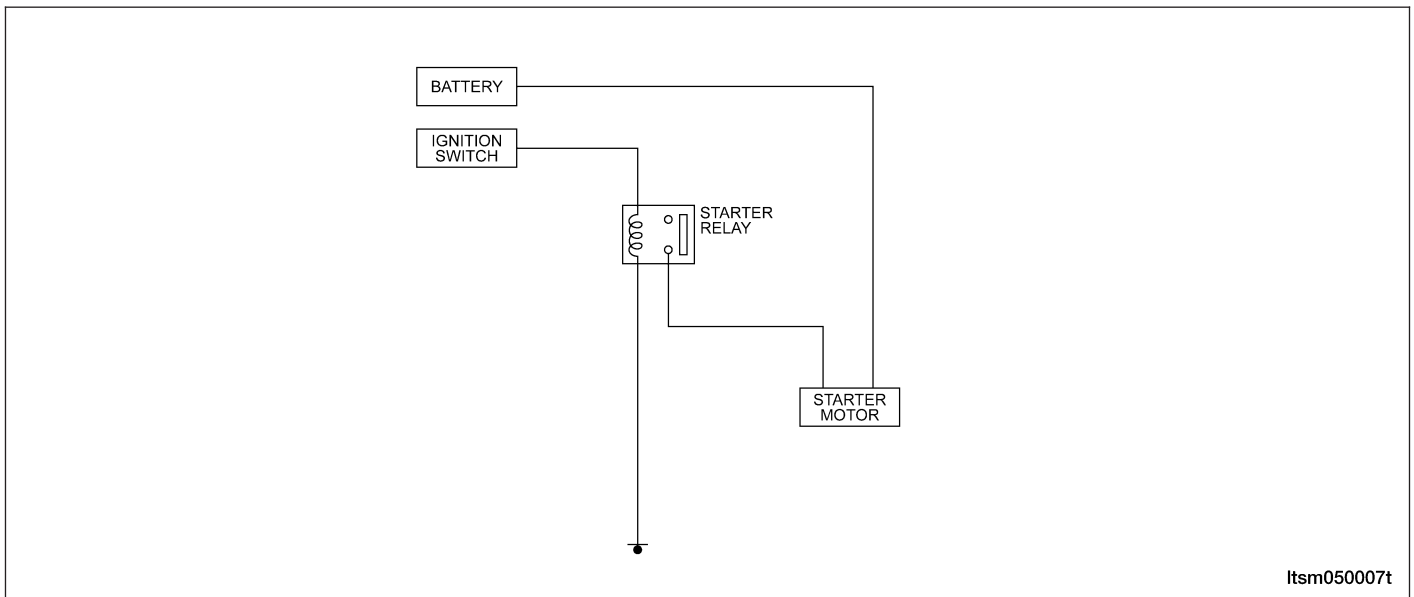 BATTERY
IGNITION
SWITCH
STARTER
RELAY
STARTER
MOTOR
ltsm050007t